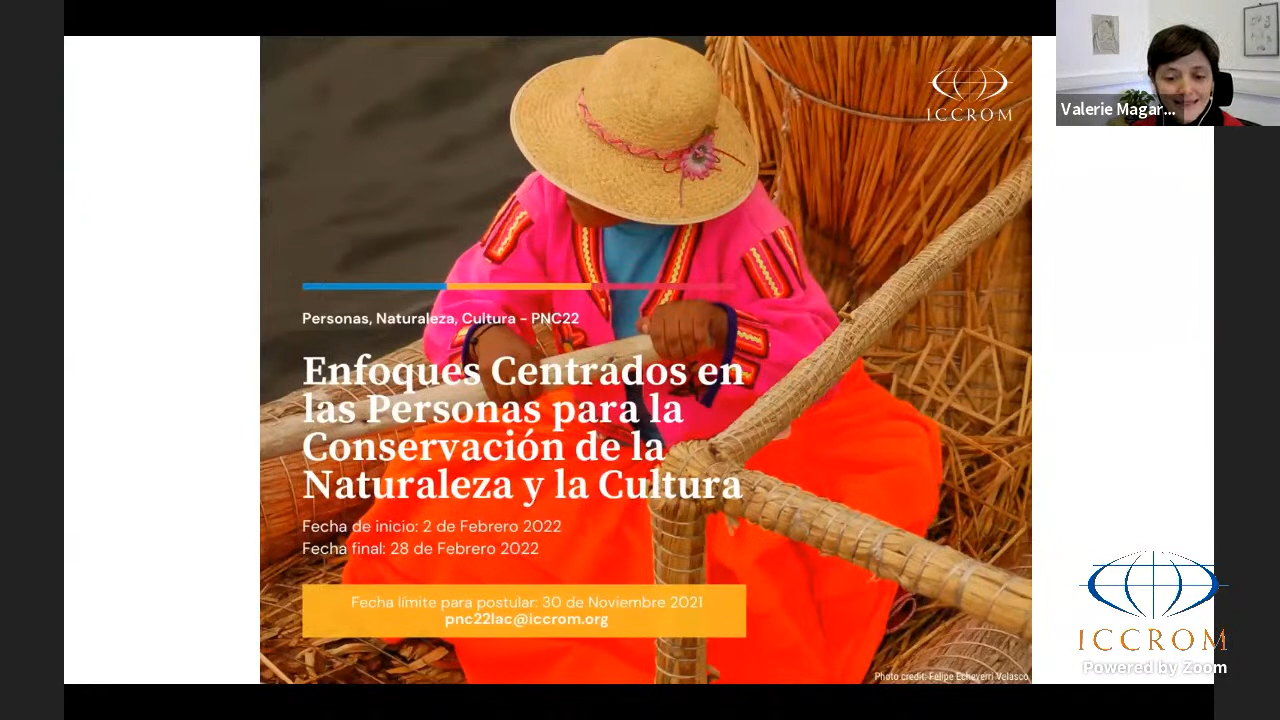 ICCROM
Valerie Magar...
Personas, Naturaleza, Cultura - PNC22
Enfoques Centrados en
las Personas para la
Conservación de la
Naturaleza y la Cultura
Fecha de inicio: 2 de Febrero 2022
Fecha final: 28 de Febrero 2022
Fecha límite para postular: 30 de Noviembre 2021
pnc22lac@iccrom.org
Photo credit: Felipe Echeverri Velasco
ICCROM
Powered by Zoom